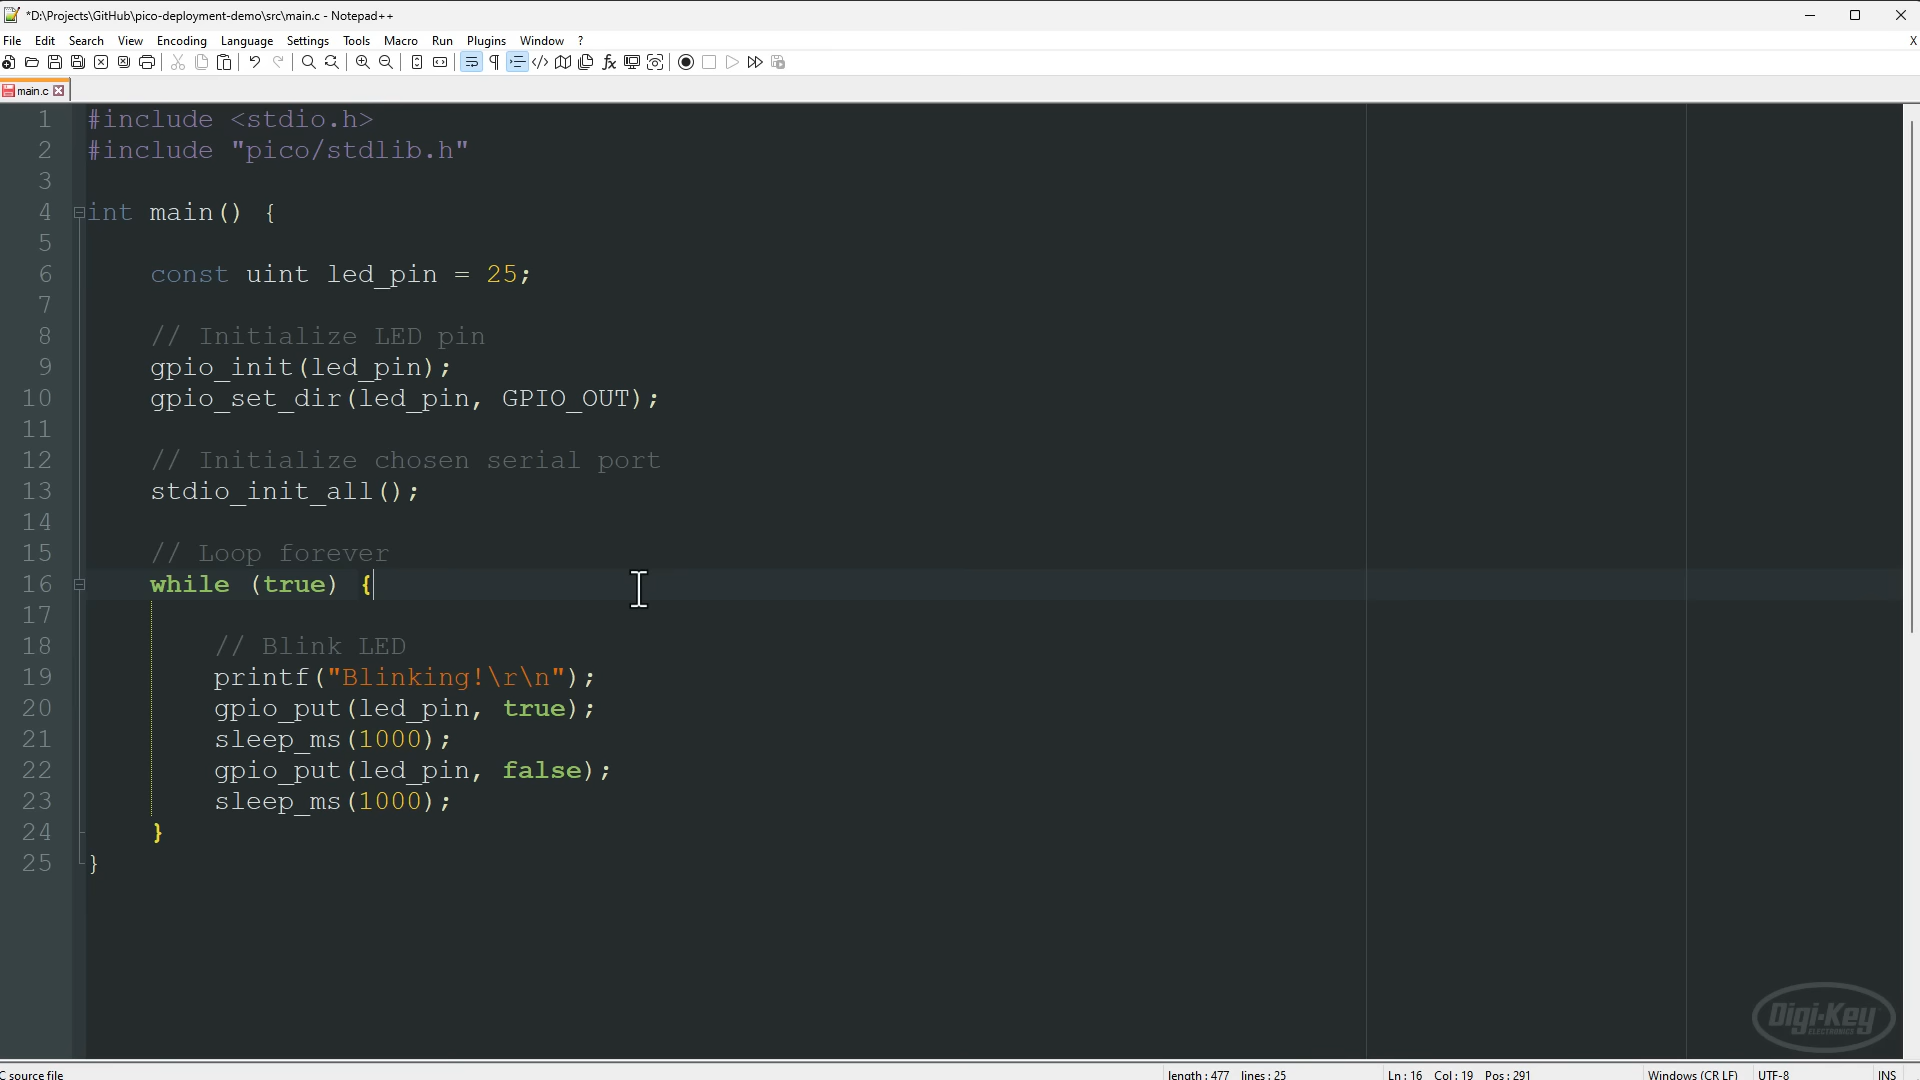 *D:\Projects\GitHub\pico-deployment-demo\src\main.c - Notepad++
File Edit Search View Encoding Language Settings Tools Macro Run Plugins Window ? X
main.c
1 #include <stdio.h>
2 #include "pico/stdlib.h"
3
4 int main() {
5
6 const uint led_pin = 25;
7
8 // Initialize LED pin
9 gpio_init(led_pin);
10 gpio_set_dir(led_pin, GPIO_OUT);
11
12 // Initialize chosen serial port
13 stdio_init_all();
14
15 // Loop forever
16 while (true) {
17
18 // Blink LED
19 printf("Blinking!\r\n");
20 gpio_put(led_pin, true);
21 sleep_ms(1000);
22 gpio_put(led_pin, false);
23 sleep_ms(1000);
24 }
25 }
Digi-Key
ELECTRONICS
C source file length : 477 lines : 25 Ln : 16 Col : 19 Pos : 291 Windows (CR LF) UTF-8 INS